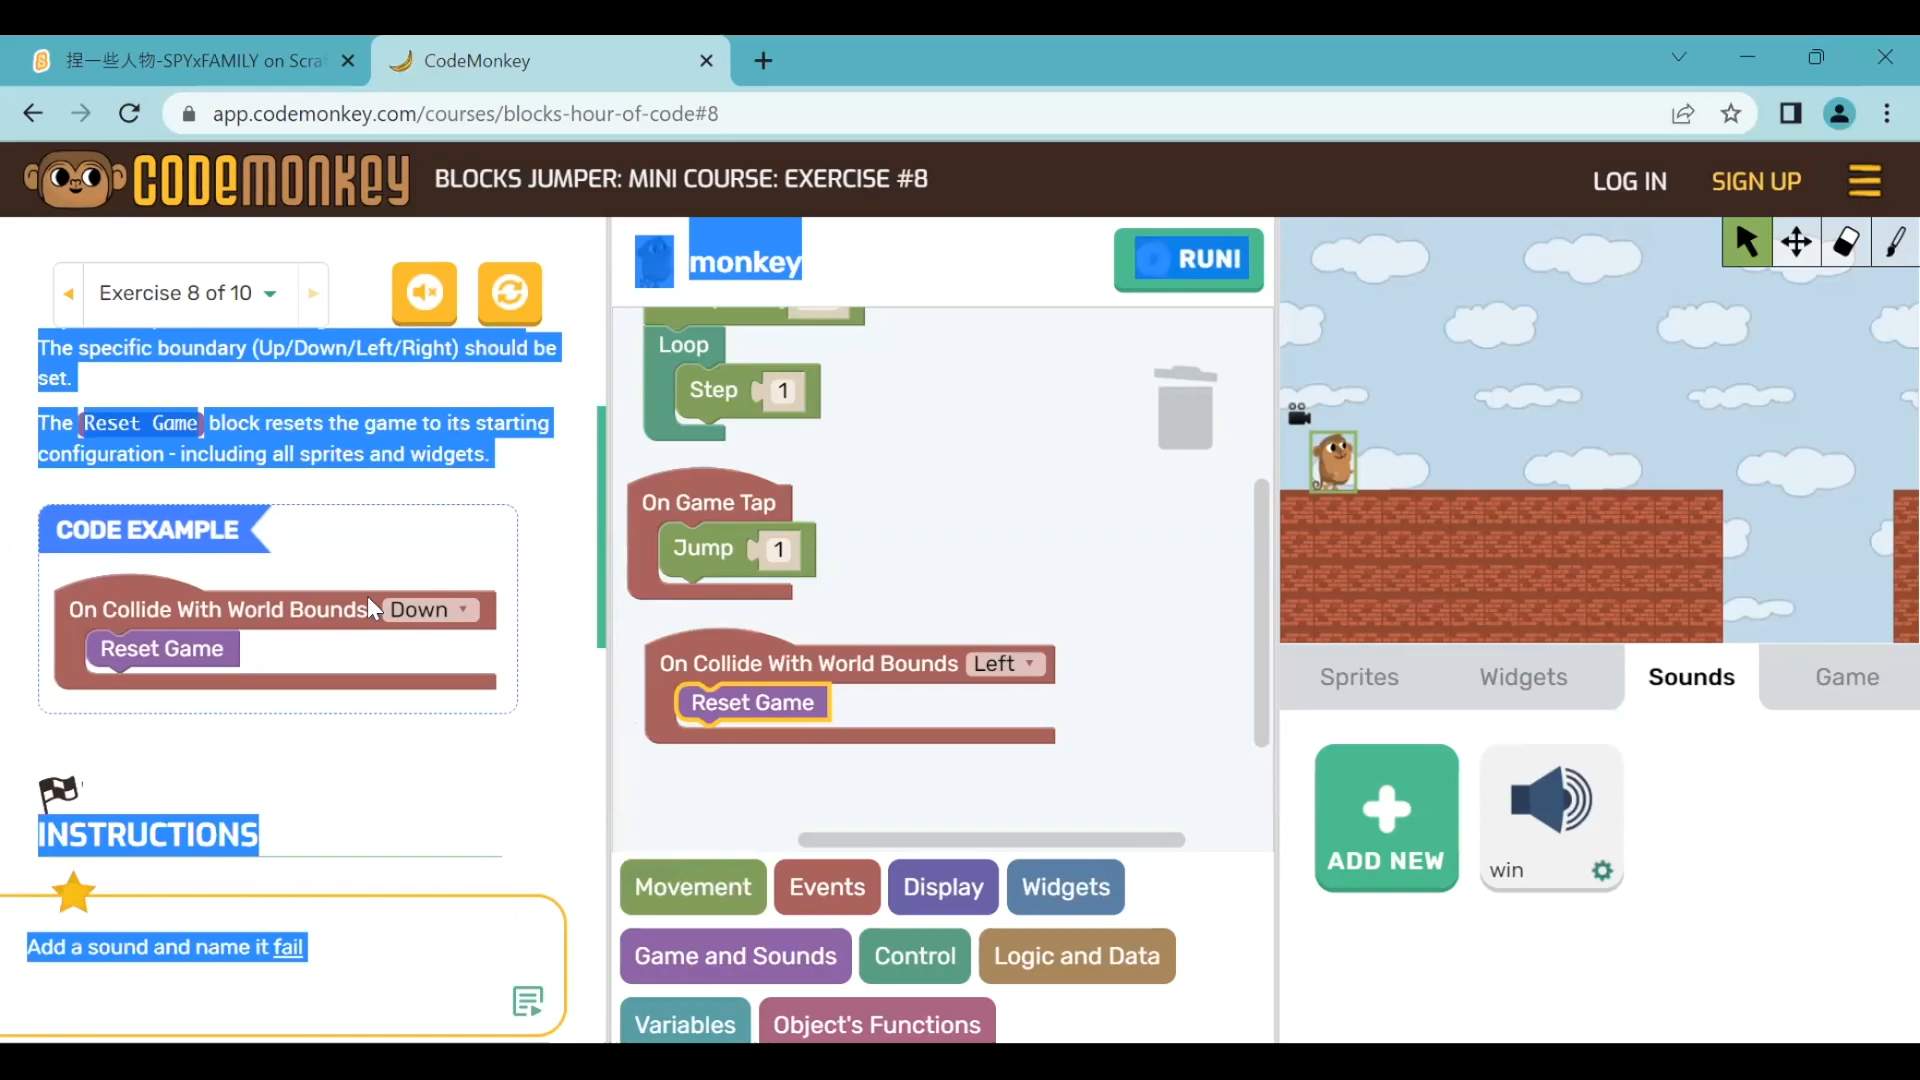 捏一些人物-SPYxFAMILY on Scra
CodeMonkey
app.codemonkey.com/courses/blocks-hour-of-code#8
CODEMONKEY
BLOCKS JUMPER: MINI COURSE: EXERCISE #8
LOG IN
SIGN UP
Exercise 8 of 10
The specific boundary (Up/Down/Left/Right) should be
set.
The Reset Game block resets the game to its starting
configuration - including all sprites and widgets.
CODE EXAMPLE
On Collide With World Bounds Down
Reset Game
INSTRUCTIONS
Add a sound and name it fail
monkey
RUN!
Loop
Step 1
On Game Tap
Jump 1
On Collide With World Bounds Left
Reset Game
Movement
Events
Display
Widgets
Game and Sounds
Control
Logic and Data
Variables
Object's Functions
Sprites
Widgets
Sounds
Game
ADD NEW
win